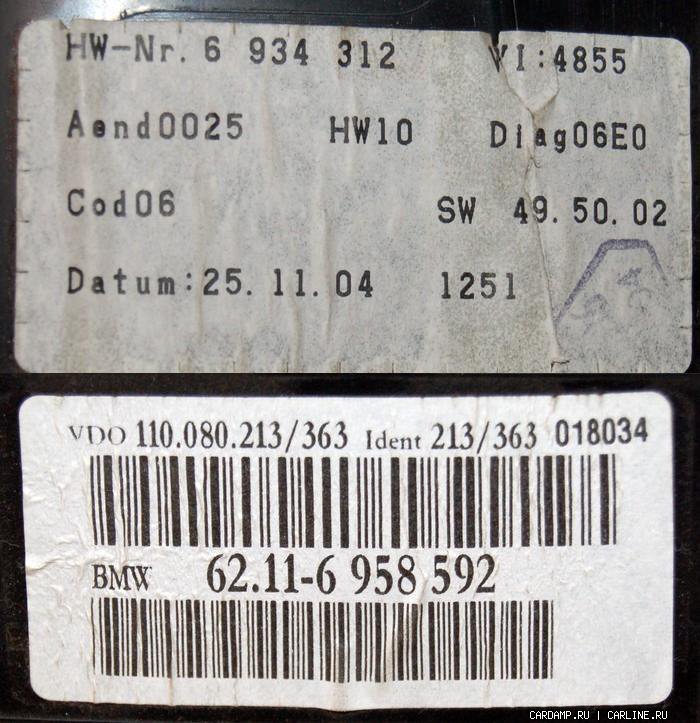 HW-Nr. 6 934 312 VI:4855
Aend0025 HW10 Diag06E0
Cod06 SW 49.50.02
Datum:25.11.04 1251
VDO 110.080.213/363 Ident 213/363 018034
BMW 62.11-6 958 592
CARDAMP.RU | CARLINE.RU